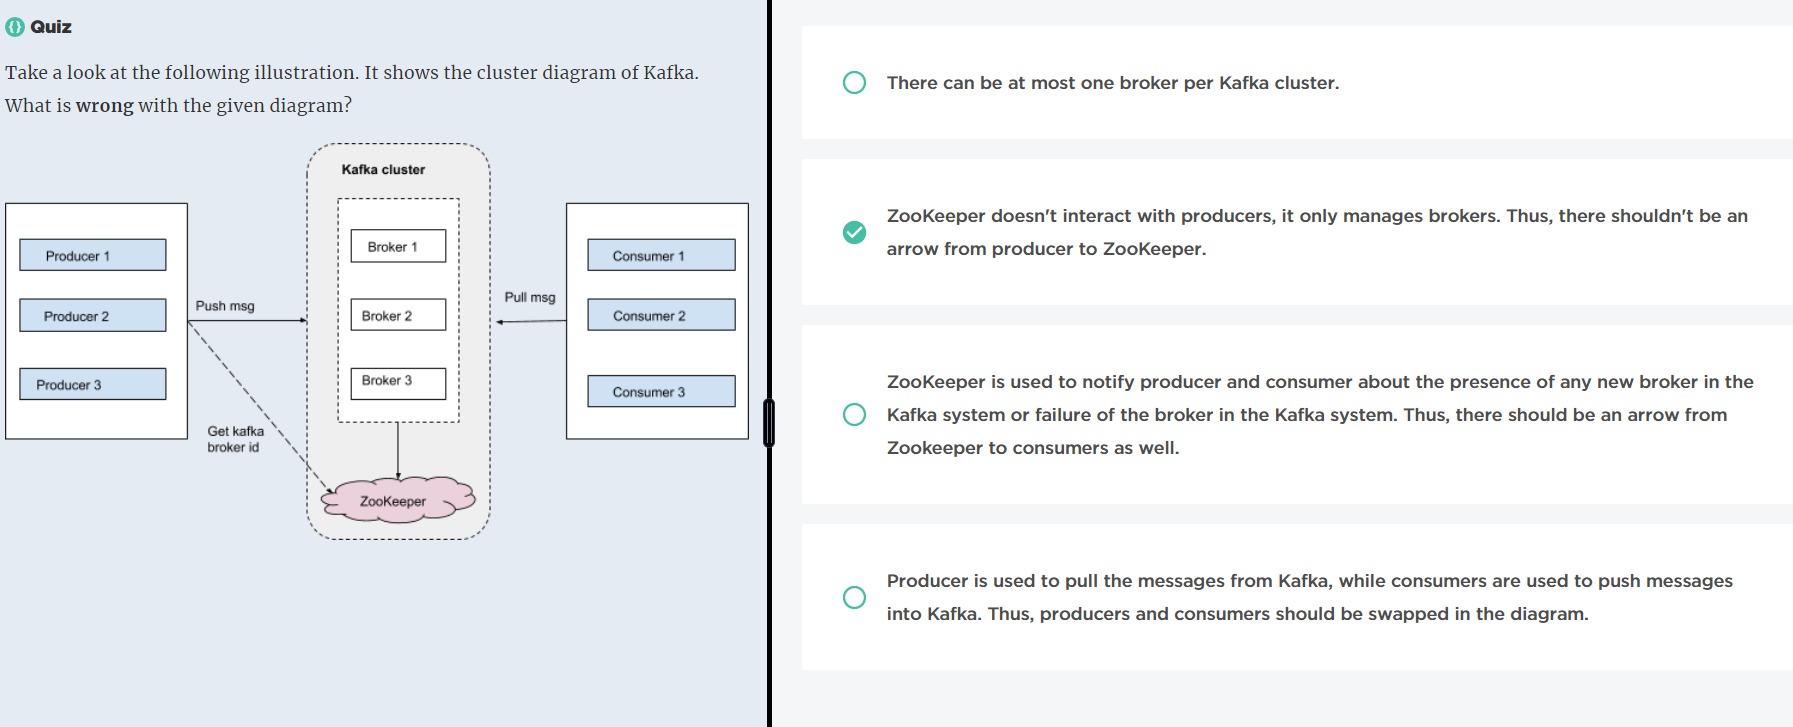 Quiz
Take a look at the following illustration. It shows the cluster diagram of Kafka.
What is wrong with the given diagram?
Kafka cluster
Producer 1
Producer 2
Producer 3
Push msg
Get kafka
broker id
Broker 1
Broker 2
Broker 3
ZooKeeper
Pull msg
Consumer 1
Consumer 2
Consumer 3
There can be at most one broker per Kafka cluster.
ZooKeeper doesn't interact with producers, it only manages brokers. Thus, there shouldn't be an
arrow from producer to ZooKeeper.
ZooKeeper is used to notify producer and consumer about the presence of any new broker in the
Kafka system or failure of the broker in the Kafka system. Thus, there should be an arrow from
Zookeeper to consumers as well.
Producer is used to pull the messages from Kafka, while consumers are used to push messages
into Kafka. Thus, producers and consumers should be swapped in the diagram.